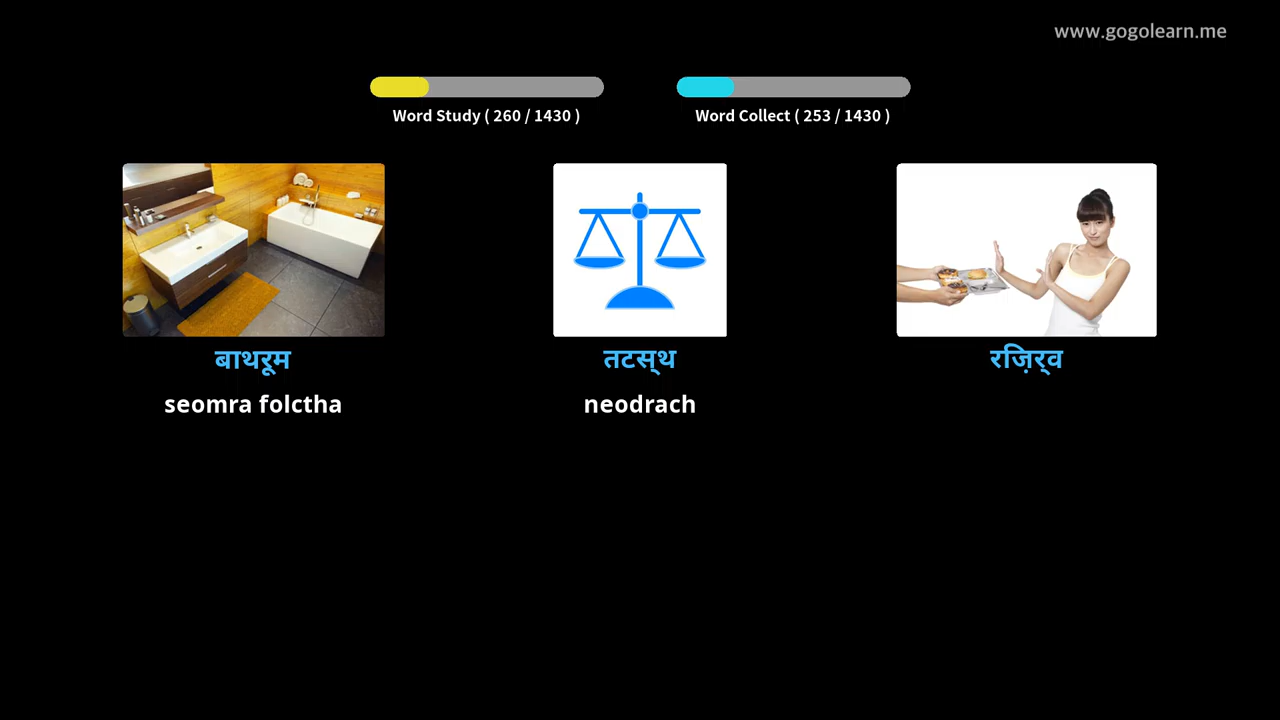 www.gogolearn.me
Word Study ( 260 / 1430 )
Word Collect ( 253 / 1430 )
बाथरूम
तटस्थ
रज़िर्व
seomra folctha
neodrach